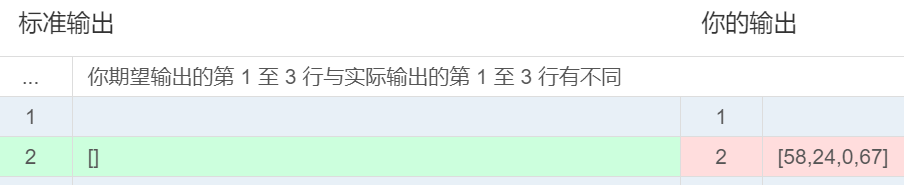 标准输出 你的输出
... 你期望输出的第 1 至 3 行与实际输出的第 1 至 3 行有不同
1 1
2 [] 2 [58,24,0,67]